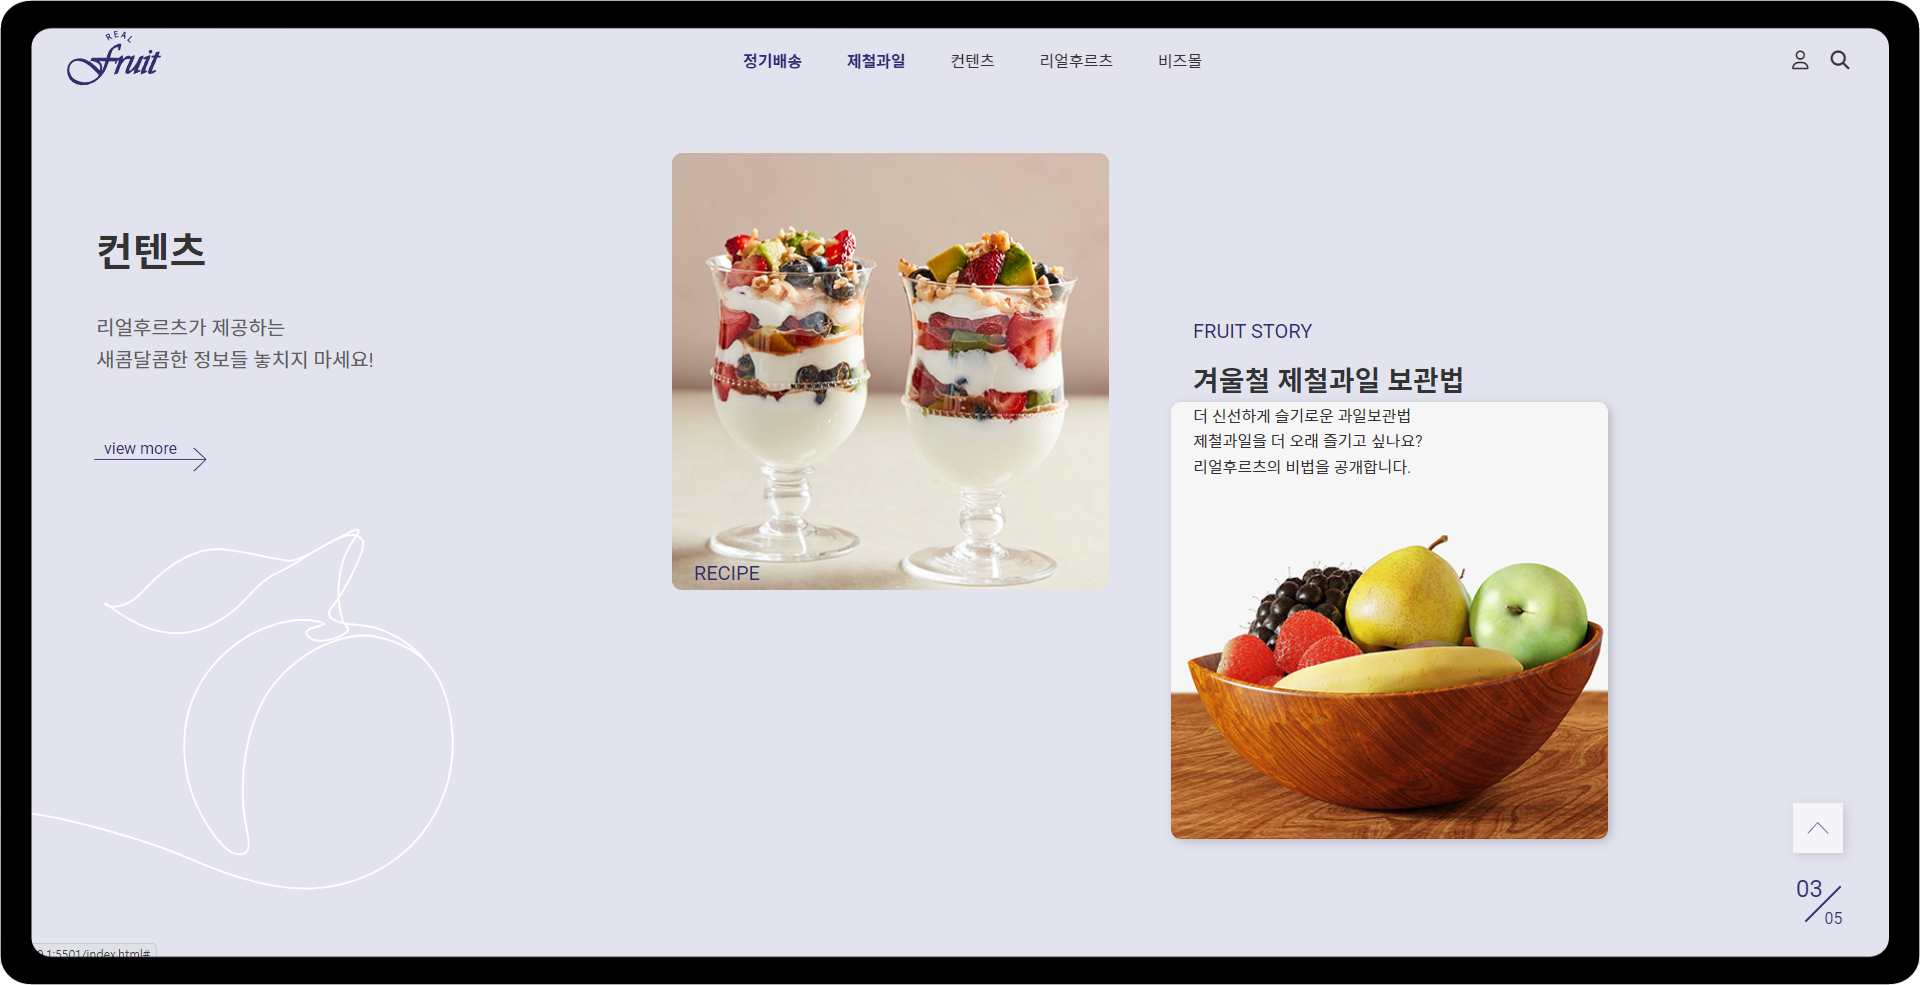 REAL
Fruit
정기배송 제철과일 컨텐츠 리얼후르츠 비즈몰
컨텐츠
리얼후르츠가 제공하는
새콤달콤한 정보들 놓치지 마세요!
view more
RECIPE
FRUIT STORY
겨울철 제철과일 보관법
더 신선하게 슬기로운 과일보관법
제철과일을 더 오래 즐기고 싶나요?
리얼후르츠의 비법을 공개합니다.
03
05
.1:5501/index.html#